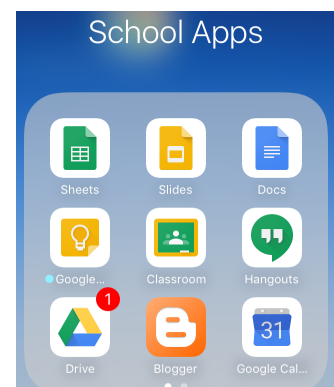 School Apps
Sheets Slides Docs
Google... Classroom Hangouts
1
31
Drive Blogger Google Cal...